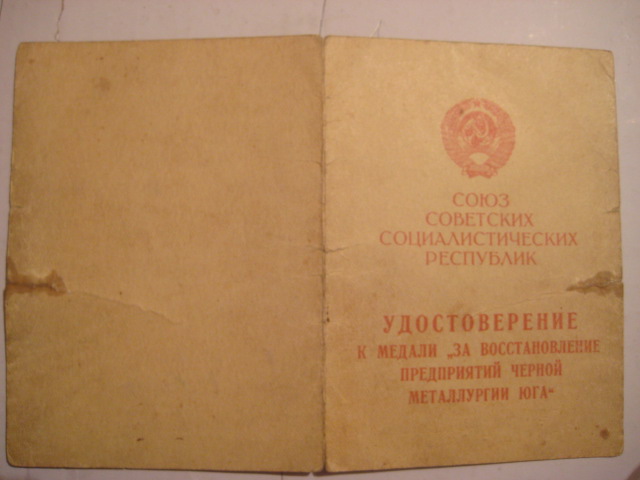 СОЮЗ
СОВЕТСКИХ
СОЦИАЛИСТИЧЕСКИХ
РЕСПУБЛИК
УДОСТОВЕРЕНИЕ
К МЕДАЛИ „ЗА ВОССТАНОВЛЕНИЕ
ПРЕДПРИЯТИЙ ЧЕРНОЙ
МЕТАЛЛУРГИИ ЮГА“